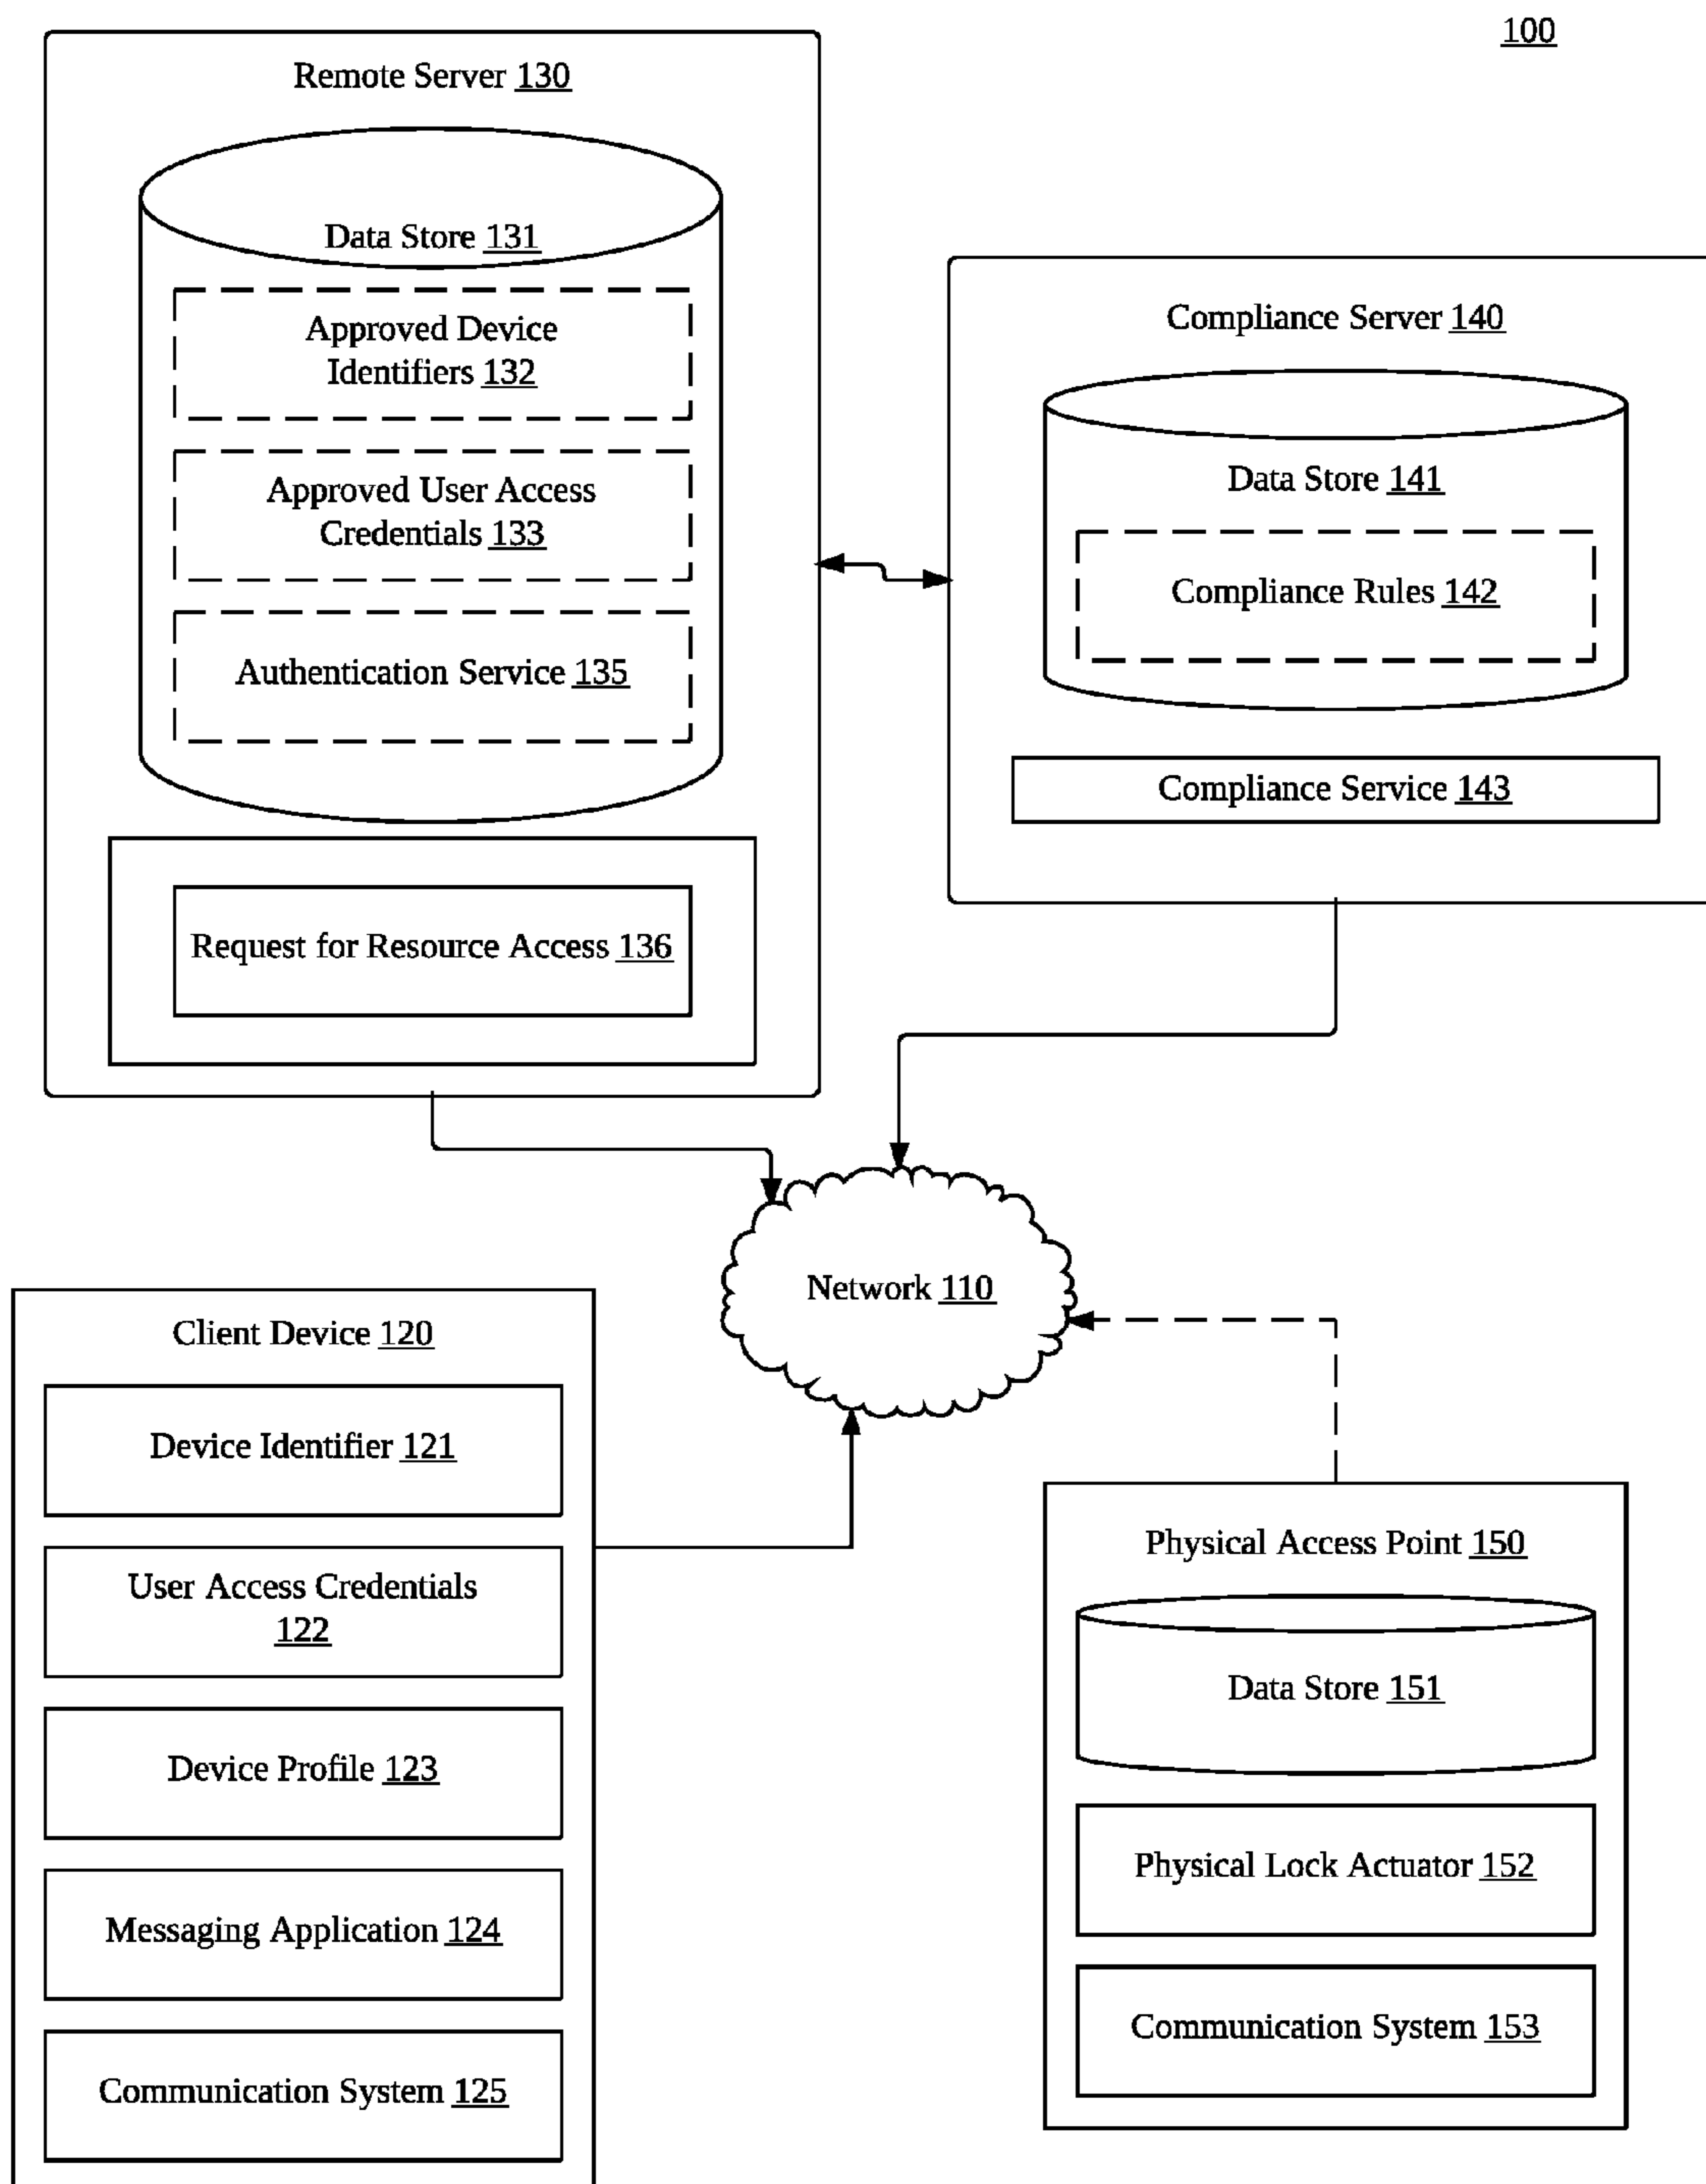 100
Remote Server 130
Data Store 131
Approved Device
Identifiers 132
Approved User Access
Credentials 133
Authentication Service 135
Request for Resource Access 136
Compliance Server 140
Data Store 141
Compliance Rules 142
Compliance Service 143
Network 110
Client Device 120
Device Identifier 121
User Access Credentials
122
Device Profile 123
Messaging Application 124
Communication System 125
Physical Access Point 150
Data Store 151
Physical Lock Actuator 152
Communication System 153